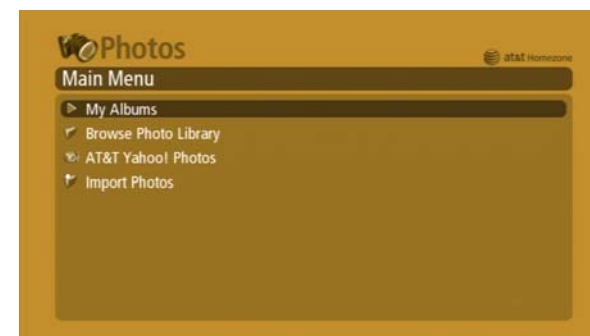 Photos
at&t Homezone
Main Menu
My Albums
Browse Photo Library
AT&T Yahoo! Photos
Import Photos